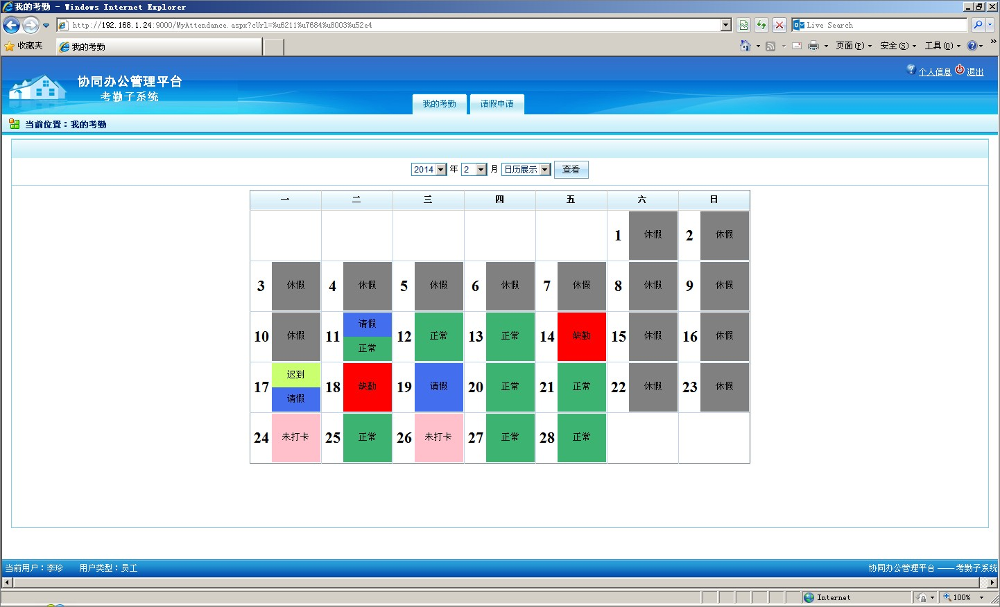 我的考勤 - Windows Internet Explorer
http://192.168.1.24:9000/MyAttendance.aspx?cUrl=%u6211%u7684%u8003%u52e4
Live Search
收藏夹
我的考勤
页面(P)
安全(S)
工具(O)
协同办公管理平台
考勤子系统
个人信息
退出
我的考勤
请假申请
当前位置：我的考勤
2014 年 2 月 日历展示 查看
一 二 三 四 五 六 日
1 休假 2 休假
3 休假 4 休假 5 休假 6 休假 7 休假 8 休假 9 休假
10 休假 11 请假 正常 12 正常 13 正常 14 缺勤 15 休假 16 休假
17 迟到 请假 18 缺勤 19 请假 20 正常 21 正常 22 休假 23 休假
24 未打卡 25 正常 26 未打卡 27 正常 28 正常
当前用户：李珍 用户类型：员工
协同办公管理平台 —— 考勤子系统
Internet
100%